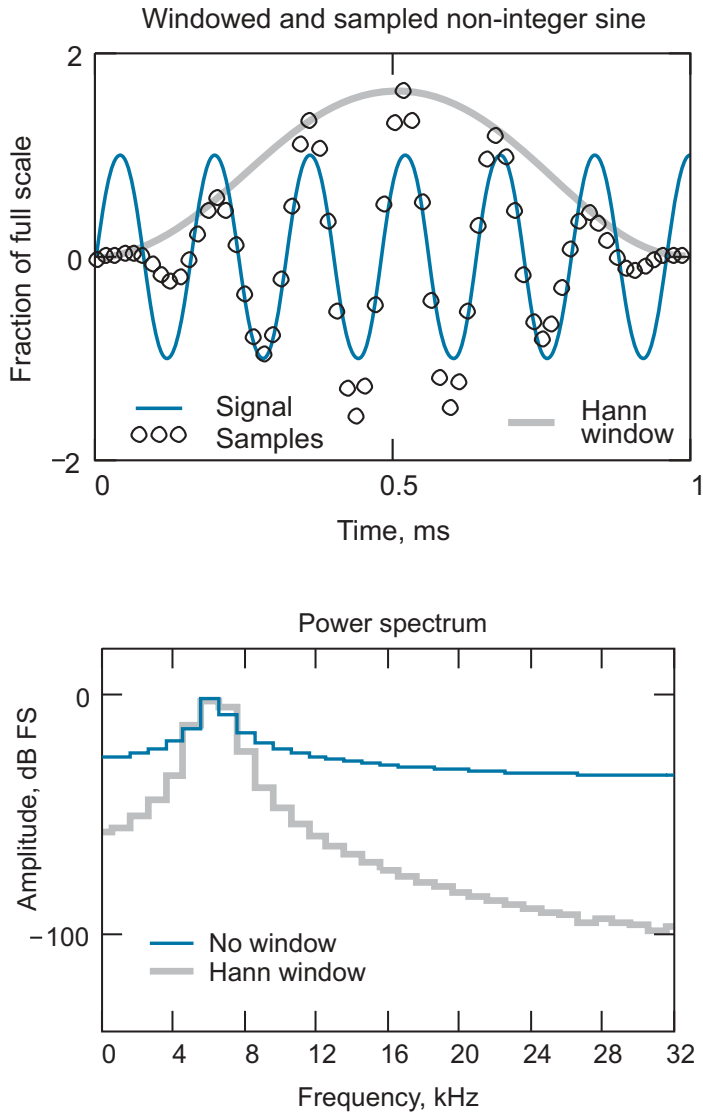 Windowed and sampled non-integer sine
2
Fraction of full scale
0
Signal
Samples
Hann
window
−2
0
0.5
1
Time, ms
Power spectrum
0
Amplitude, dB FS
−100
No window
Hann window
0 4 8 12 16 20 24 28 32
Frequency, kHz